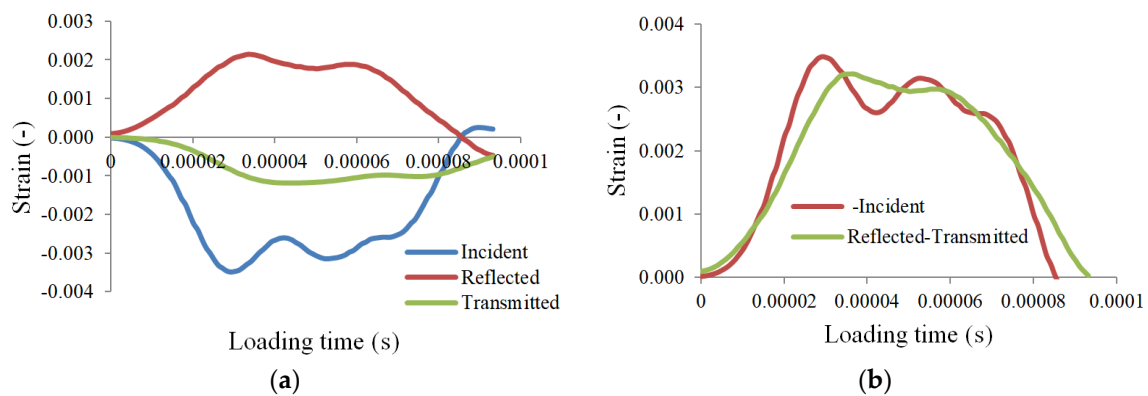 0.003
0.002
0.001
0.000
-0.001
-0.002
-0.003
-0.004
Strain (-)
0 0.00002 0.00004 0.00006 0.00008 0.0001
Incident
Reflected
Transmitted
Loading time (s)
(a)
0.004
0.003
0.002
0.001
0.000
Strain (-)
-Incident
Reflected-Transmitted
0 0.00002 0.00004 0.00006 0.00008 0.0001
Loading time (s)
(b)